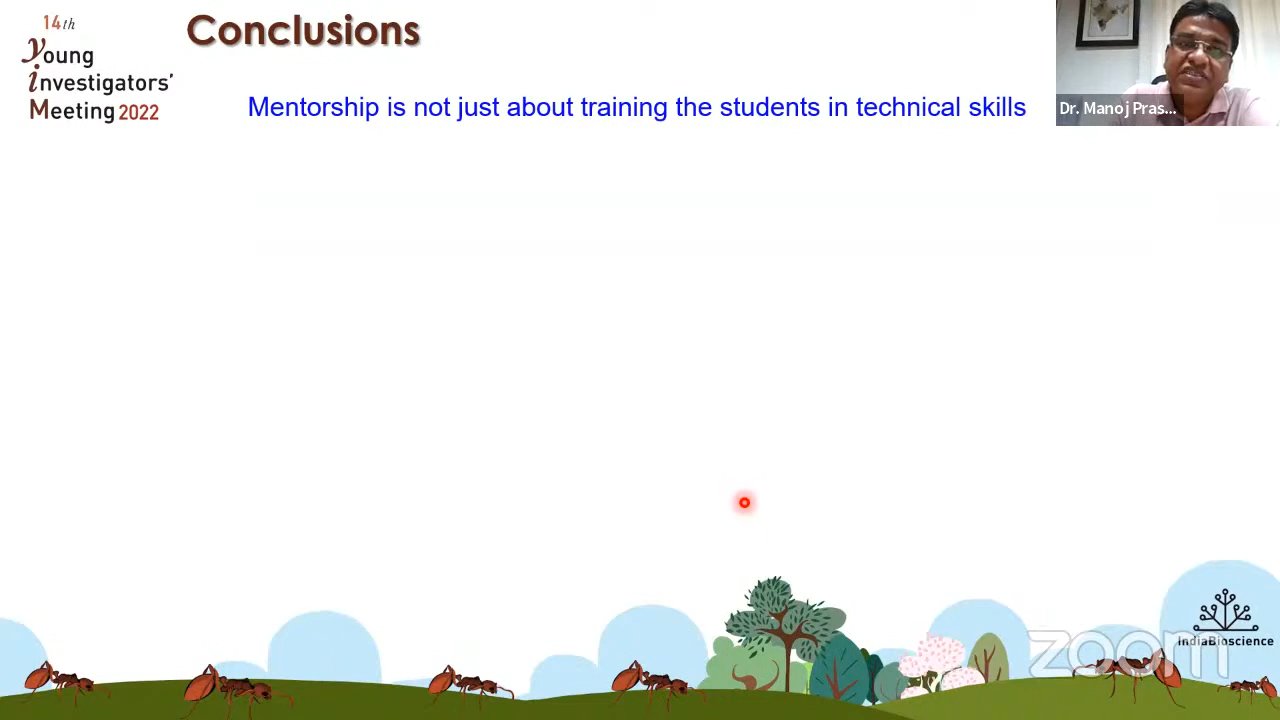 14th
Young
investigators'
Meeting 2022
Conclusions
Mentorship is not just about training the students in technical skills
Dr. Manoj Pras...
zoom
IndiaBioscience